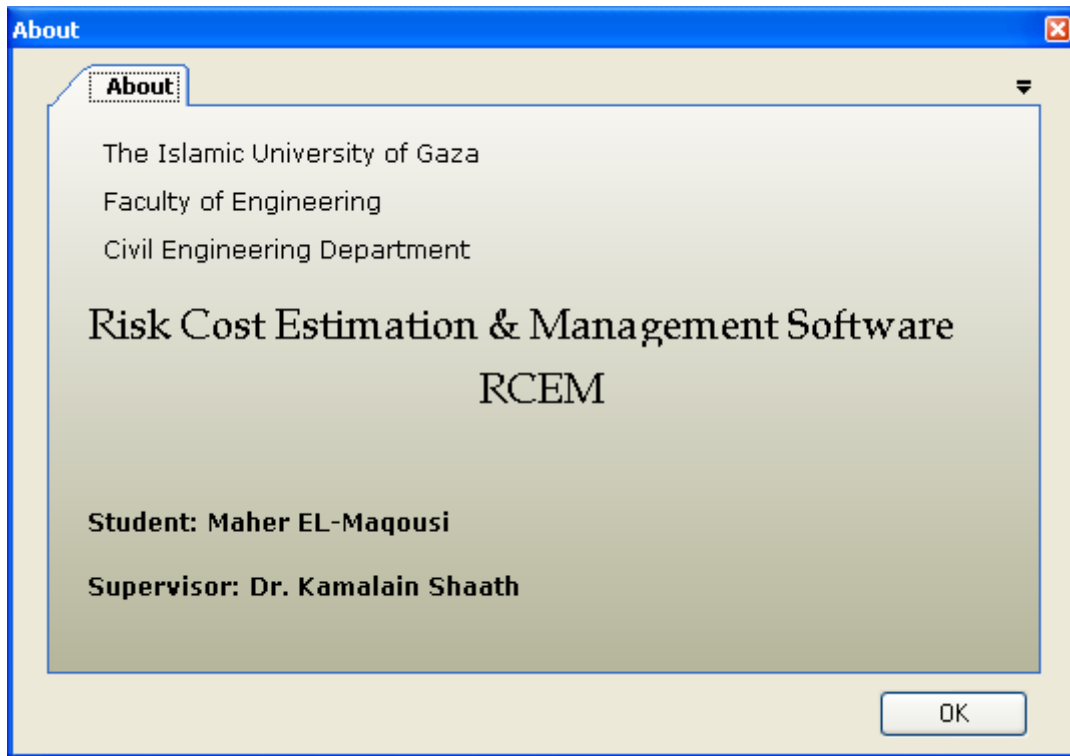 About
About
The Islamic University of Gaza
Faculty of Engineering
Civil Engineering Department
Risk Cost Estimation & Management Software
RCEM
Student: Maher EL-Maqousi
Supervisor: Dr. Kamalain Shaath
OK